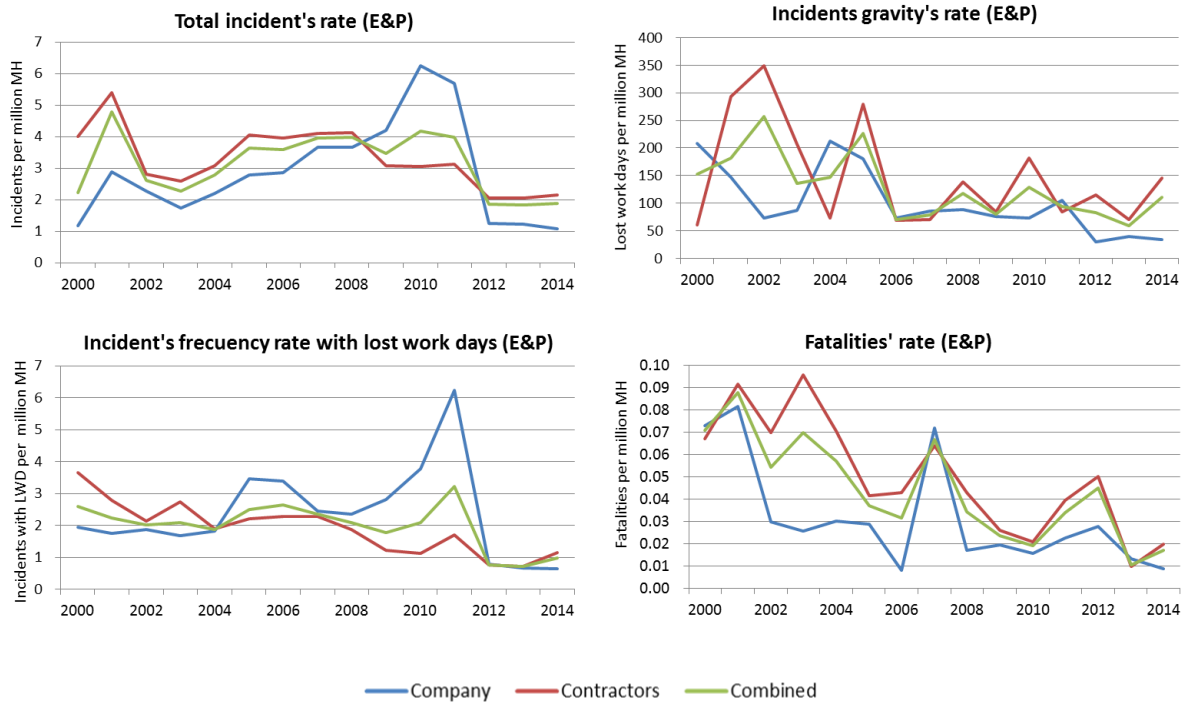 Total incident's rate (E&P)
Incidents per million MH
7
6
5
4
3
2
1
0
2000 2002 2004 2006 2008 2010 2012 2014
Incidents gravity's rate (E&P)
Lost work days per million MH
400
350
300
250
200
150
100
50
0
2000 2002 2004 2006 2008 2010 2012 2014
Incident's frecuency rate with lost work days (E&P)
Incidents with LWD per million MH
7
6
5
4
3
2
1
0
2000 2002 2004 2006 2008 2010 2012 2014
Fatalities' rate (E&P)
Fatalities per million MH
0.10
0.09
0.08
0.07
0.06
0.05
0.04
0.03
0.02
0.01
0.00
2000 2002 2004 2006 2008 2010 2012 2014
Company Contractors Combined